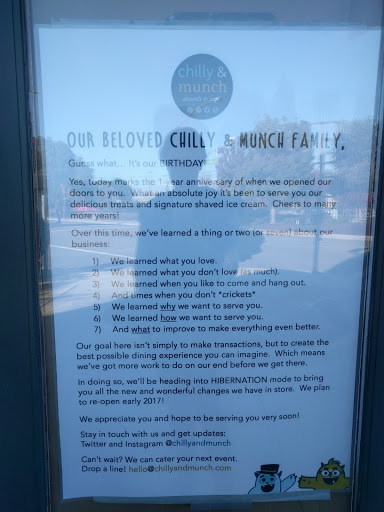 chilly &
munch
OUR BELOVED CHILLY & MUNCH FAMILY,
Guess what... It's our BIRTHDAY!
Yes, today marks the 1 year anniversary of when we opened our
doors to you. What an absolute joy it's been to serve you our
delicious treats and signature shaved ice cream. Cheers to many
more years!
Over this time, we've learned a thing or two (or seven) about our
business:
1) We learned what you love.
2) We learned what you don't love (as much).
3) We learned when you like to come and hang out.
4) And times when you don't *crickets*
5) We learned why we want to serve you.
6) We learned how we want to serve you.
7) And what to improve to make everything even better.
Our goal here isn't simply to make transactions, but to create the
best possible dining experience you can imagine. Which means
we've got more work to do on our end before we get there.
In doing so, we'll be heading into HIBERNATION mode to bring
you all the new and wonderful changes we have in store. We plan
to re-open early 2017!
We appreciate you and hope to be serving you very soon!
Stay in touch with us and get updates:
Twitter and Instagram @chillyandmunch
Can't wait? We can cater your next event.
Drop a line! hello@chillyandmunch.com